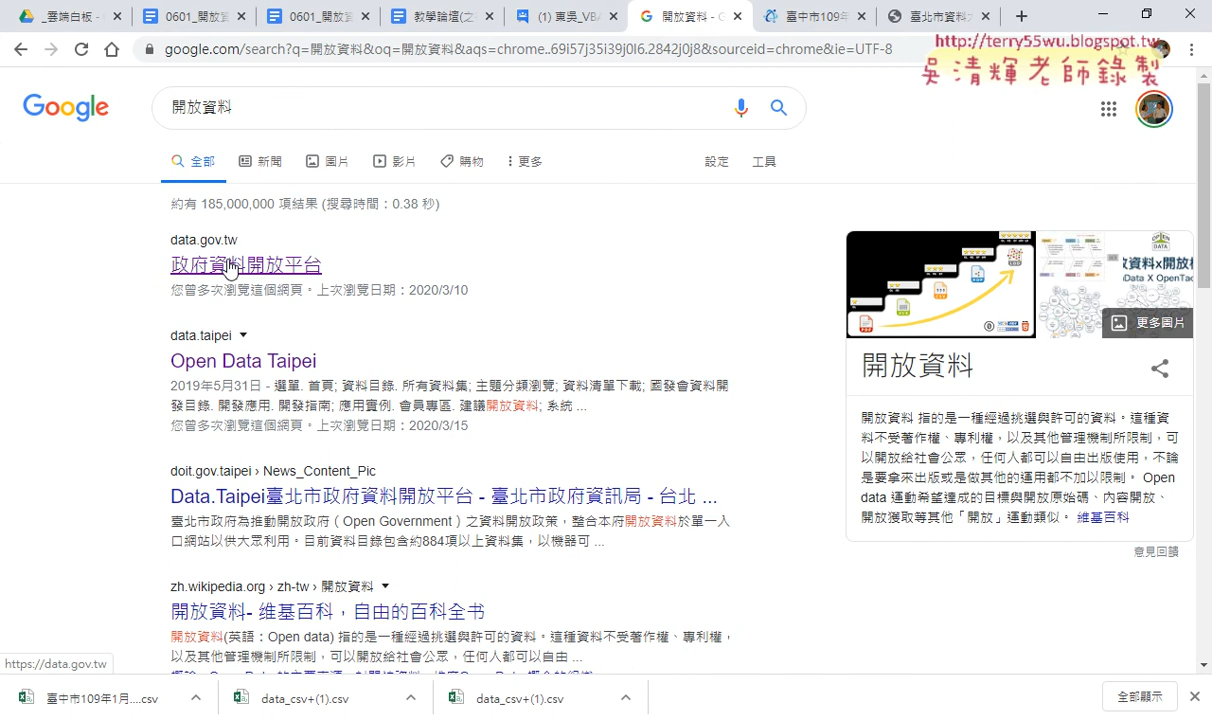 _雲端白板 -
0601_開放
0601_開放資
教學論壇(之
(1) 東吳_VBA
開放資料 - G
臺中市109年
臺北市資料
google.com/search?q=開放資料&oq=開放資料&aqs=chrome..69i57j35i39j0l6.2842j0j8&sourceid=chrome&ie=UTF-8
http://terry55wu.blogspot.tw
吳清輝老師錄製
Google
開放資料
全部
新聞
圖片
影片
購物
更多
設定
工具
約有 185,000,000 項結果 (搜尋時間:0.38 秒)
data.gov.tw
政府資料開放平台
您曾多次瀏覽這個網頁。上次瀏覽日期:2020/3/10
data.taipei
Open Data Taipei
2019年5月31日 - 選單. 首頁; 資料目錄. 所有資料集; 主題分類瀏覽; 資料清單下載; 國發會資料開
發目錄. 開發應用. 開發指南; 應用實例. 會員專區. 建議開放資料; 系統 ...
您曾多次瀏覽這個網頁。上次瀏覽日期:2020/3/15
doit.gov.taipei › News_Content_Pic
Data.Taipei臺北市政府資料開放平台 - 臺北市政府資訊局 - 台北 ...
臺北市政府為推動開放政府(Open Government)之資料開放政策,整合本府開放資料於單一入
口網站以供大眾利用。目前資料目錄包含約884項以上資料集,以機器可 ...
zh.wikipedia.org › zh-tw › 開放資料
開放資料- 維基百科,自由的百科全书
開放資料(英語:Open data) 指的是一種經過挑選與許可的資料。這種資料不受著作權、專利權,
以及其他管理機制所限制,可以開放給社會公眾,任何人都可以自由 ...
更多圖片
開放資料
開放資料 指的是一種經過挑選與許可的資料。這種資
料不受著作權、專利權,以及其他管理機制所限制,可
以開放給社會公眾,任何人都可以自由出版使用,不論
是要拿來出版或是做其他的運用都不加以限制。 Open
data 運動希望達成的目標與開放原始碼、內容開放、
開放獲取等其他「開放」運動類似。 維基百科
意見回饋
https://data.gov.tw
臺中市109年1月....csv
data_csv+(1).csv
data_csv+(1).csv
全部顯示